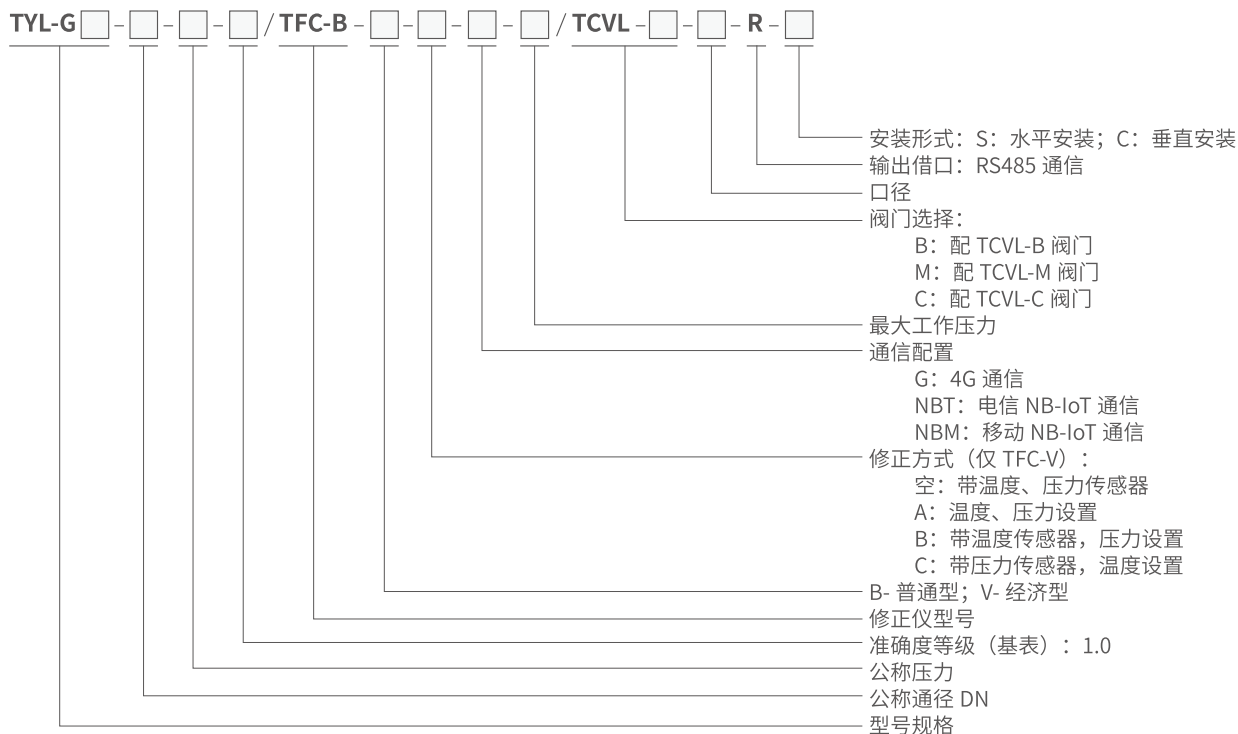 TYL-G□-□-□-□/TFC-B-□-□-□-□/TCVL-□-□-R-□
安装形式：S：水平安装；C：垂直安装
输出借口：RS485 通信
口径
阀门选择：
B：配 TCVL-B 阀门
M：配 TCVL-M 阀门
C：配 TCVL-C 阀门
最大工作压力
通信配置
G：4G 通信
NBT：电信 NB-IoT 通信
NBM：移动 NB-IoT 通信
修正方式（仅 TFC-V）：
空：带温度、压力传感器
A：温度、压力设置
B：带温度传感器，压力设置
C：带压力传感器，温度设置
B- 普通型；V- 经济型
修正仪型号
准确度等级（基表）：1.0
公称压力
公称通径 DN
型号规格